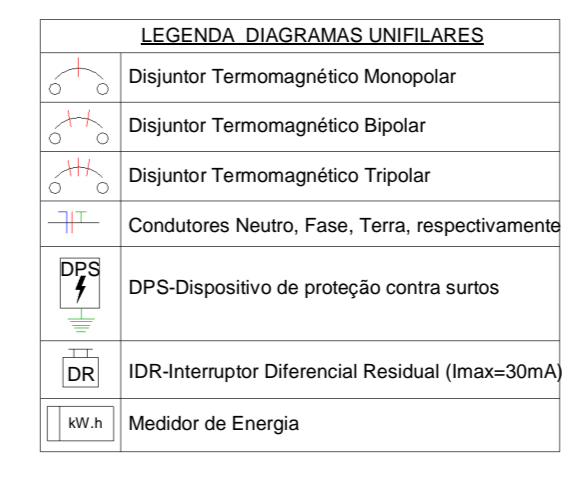 LEGENDA DIAGRAMAS UNIFILARES
Disjuntor Termomagnético Monopolar
Disjuntor Termomagnético Bipolar
Disjuntor Termomagnético Tripolar
Condutores Neutro, Fase, Terra, respectivamente
DPS
DPS-Dispositivo de proteção contra surtos
DR
IDR-Interruptor Diferencial Residual (Imax=30mA)
kW.h
Medidor de Energia